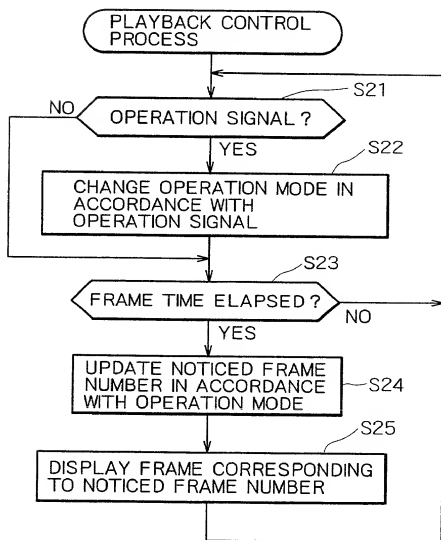 PLAYBACK CONTROL
PROCESS
S21
NO
OPERATION SIGNAL?
YES
S22
CHANGE OPERATION MODE IN
ACCORDANCE WITH
OPERATION SIGNAL
S23
FRAME TIME ELAPSED?
NO
YES
UPDATE NOTICED FRAME
NUMBER IN ACCORDANCE
WITH OPERATION MODE
S24
S25
DISPLAY FRAME CORRESPONDING
TO NOTICED FRAME NUMBER